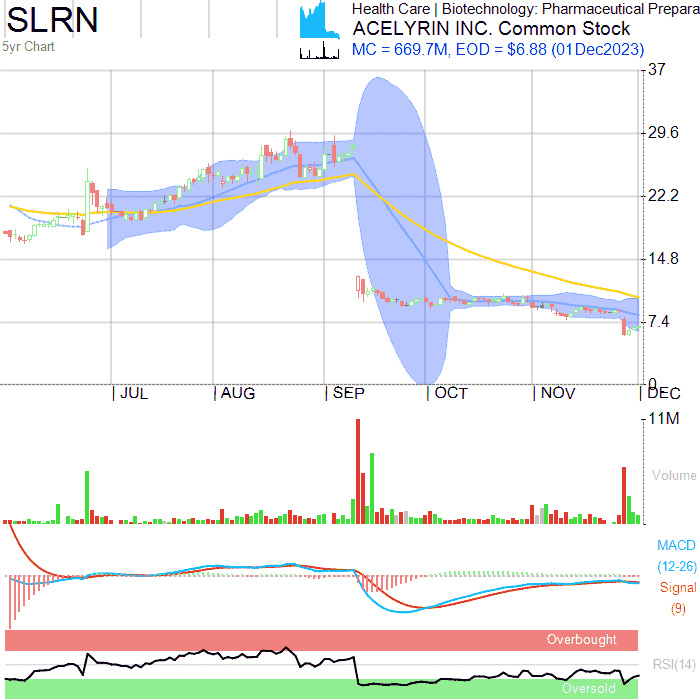 SLRN
5yr Chart
Health Care | Biotechnology: Pharmaceutical Prepara
ACELYRIN INC. Common Stock
MC = 669.7M, EOD = $6.88 (01Dec2023)
37
29.6
22.2
14.8
7.4
0
JUL AUG SEP OCT NOV DEC
11M
Volume
MACD
(12-26)
Signal
(9)
Overbought
RSI(14)
Oversold